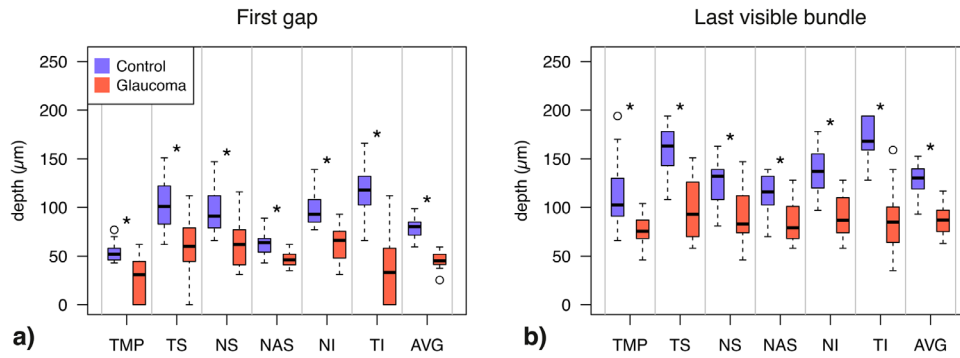 First gap
Last visible bundle
depth (µm)
250
200
150
100
50
0
Control
Glaucoma
*
*
*
*
*
*
*
TMP TS NS NAS NI TI AVG
a)
depth (µm)
250
200
150
100
50
0
*
*
*
*
*
*
*
TMP TS NS NAS NI TI AVG
b)